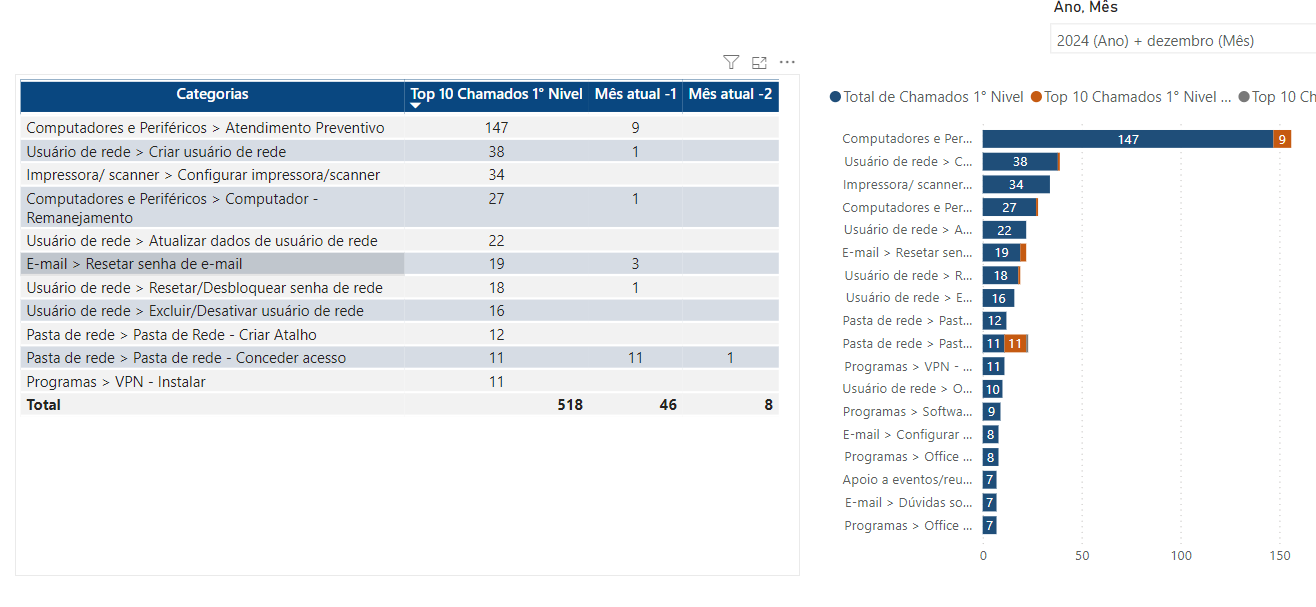 Ano, Mês
2024 (Ano) + dezembro (Mês)
Categorias Top 10 Chamados 1° Nivel Mês atual -1 Mês atual -2
Computadores e Periféricos > Atendimento Preventivo 147 9
Usuário de rede > Criar usuário de rede 38 1
Impressora/ scanner > Configurar impressora/scanner 34
Computadores e Periféricos > Computador - 27 1
Remanejamento
Usuário de rede > Atualizar dados de usuário de rede 22
E-mail > Resetar senha de e-mail 19 3
Usuário de rede > Resetar/Desbloquear senha de rede 18 1
Usuário de rede > Excluir/Desativar usuário de rede 16
Pasta de rede > Pasta de Rede - Criar Atalho 12
Pasta de rede > Pasta de rede - Conceder acesso 11 11 1
Programas > VPN - Instalar 11
Total 518 46 8
Total de Chamados 1° Nivel Top 10 Chamados 1° Nivel ... Top 10 Ch
Computadores e Per... 147 9
Usuário de rede > C... 38
Impressora/ scanner... 34
Computadores e Per... 27
Usuário de rede > A... 22
E-mail > Resetar sen... 19
Usuário de rede > R... 18
Usuário de rede > E... 16
Pasta de rede > Past... 12
Pasta de rede > Past... 11 11
Programas > VPN - ... 11
Usuário de rede > O... 10
Programas > Softwa... 9
E-mail > Configurar ... 8
Programas > Office ... 8
Apoio a eventos/reu... 7
E-mail > Dúvidas so... 7
Programas > Office ... 7
0 50 100 150